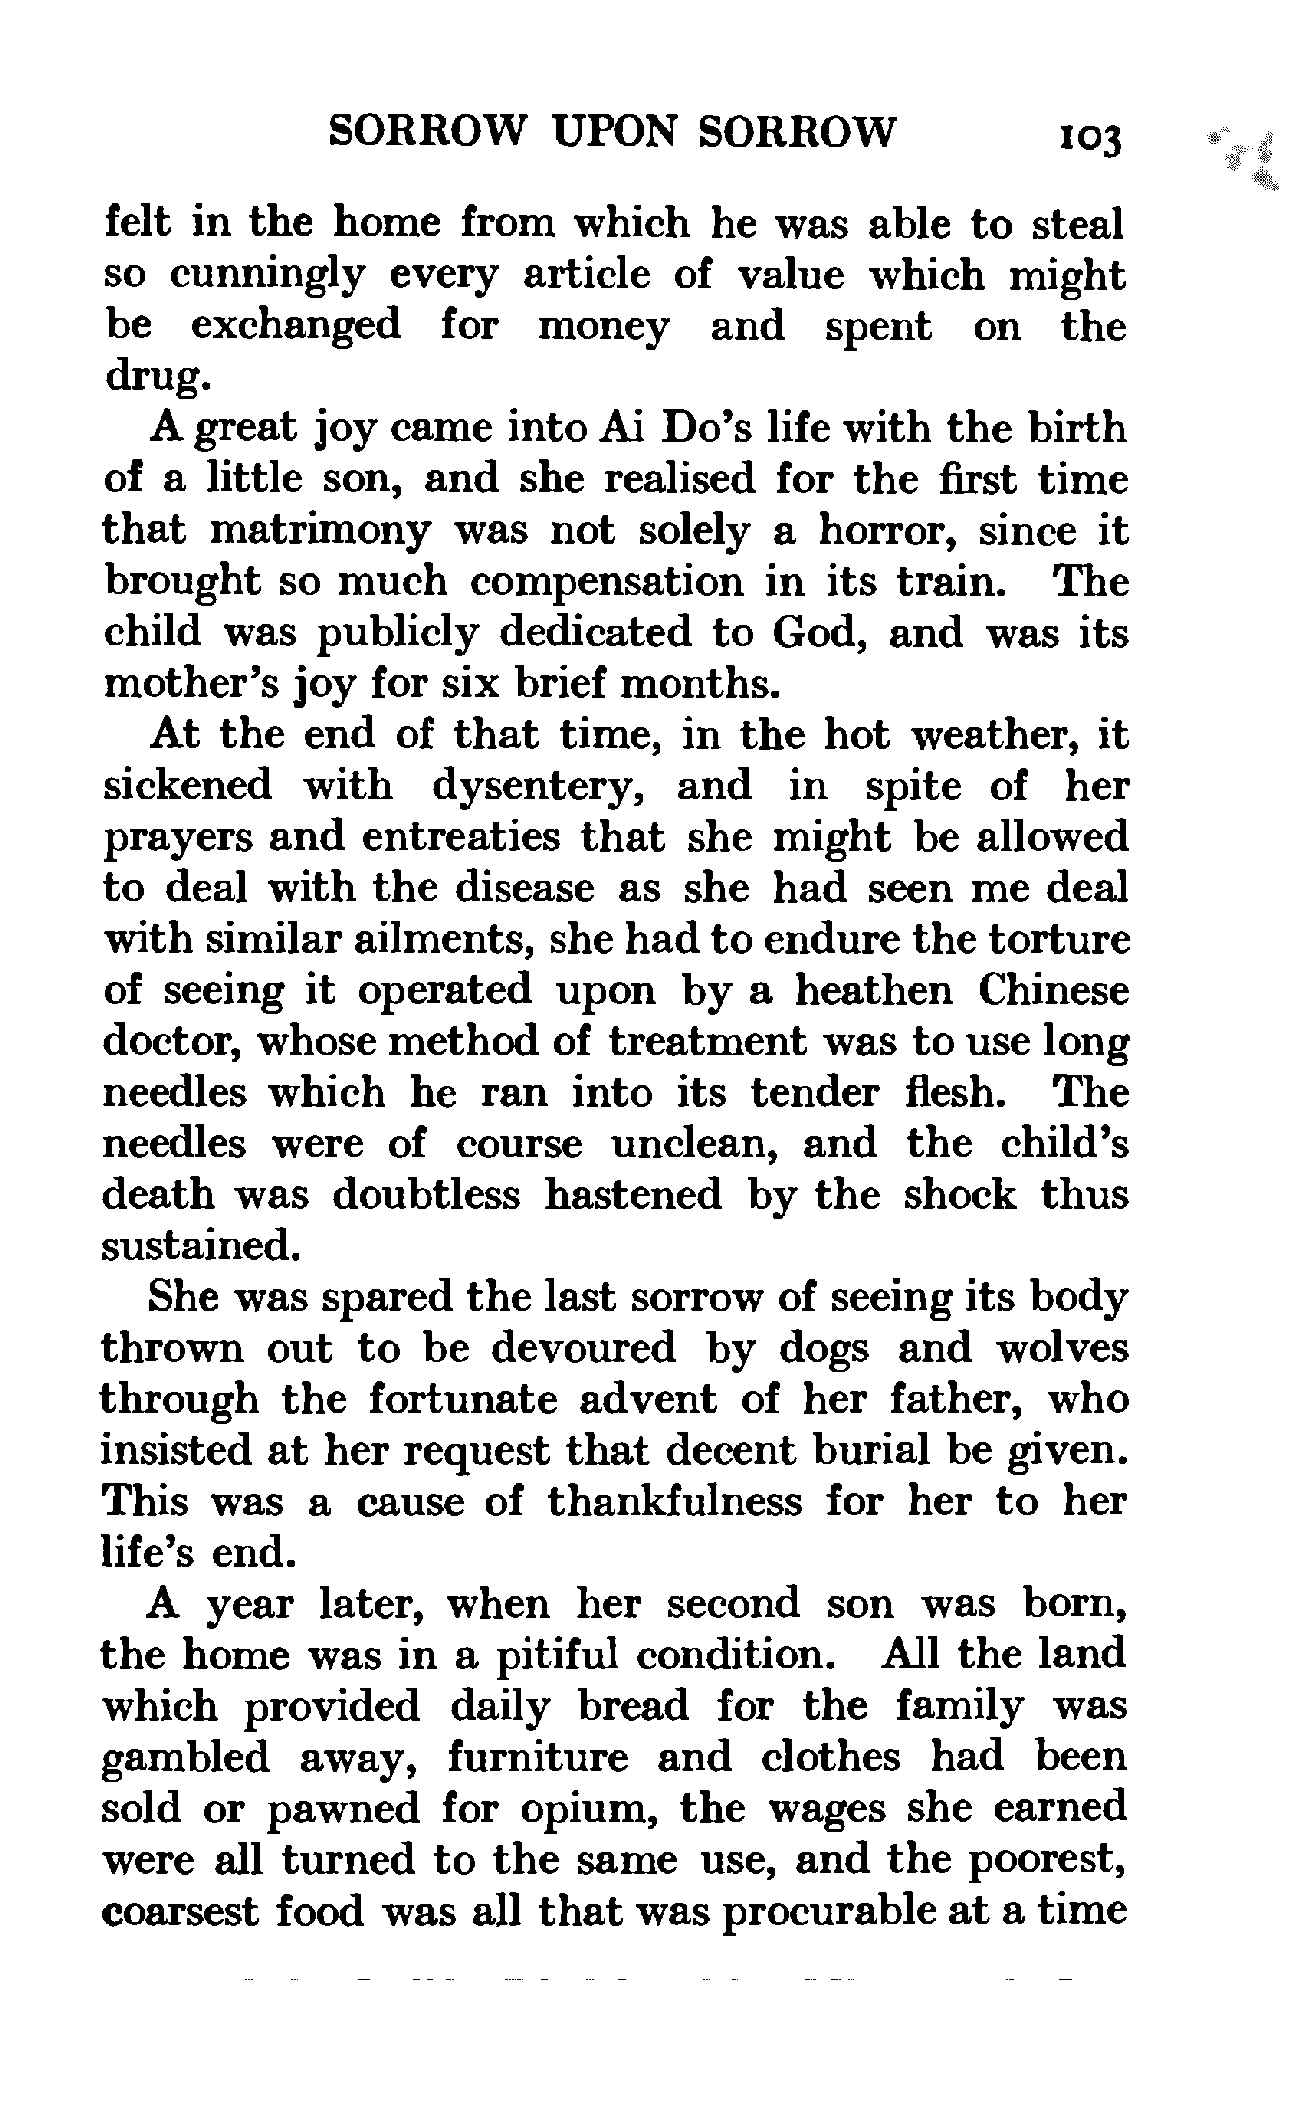 SORROW UPON SORROW 103
felt in the home from which he was able to steal
so cunningly every article of value which might
be exchanged for money and spent on the
drug.
A great joy came into Ai Do's life with the birth
of a little son, and she realised for the first time
that matrimony was not solely a horror, since it
brought so much compensation in its train. The
child was publicly dedicated to God, and was its
mother's joy for six brief months.
At the end of that time, in the hot weather, it
sickened with dysentery, and in spite of her
prayers and entreaties that she might be allowed
to deal with the disease as she had seen me deal
with similar ailments, she had to endure the torture
of seeing it operated upon by a heathen Chinese
doctor, whose method of treatment was to use long
needles which he ran into its tender flesh. The
needles were of course unclean, and the child's
death was doubtless hastened by the shock thus
sustained.
She was spared the last sorrow of seeing its body
thrown out to be devoured by dogs and wolves
through the fortunate advent of her father, who
insisted at her request that decent burial be given.
This was a cause of thankfulness for her to her
life's end.
A year later, when her second son was born,
the home was in a pitiful condition. All the land
which provided daily bread for the family was
gambled away, furniture and clothes had been
sold or pawned for opium, the wages she earned
were all turned to the same use, and the poorest,
coarsest food was all that was procurable at a time